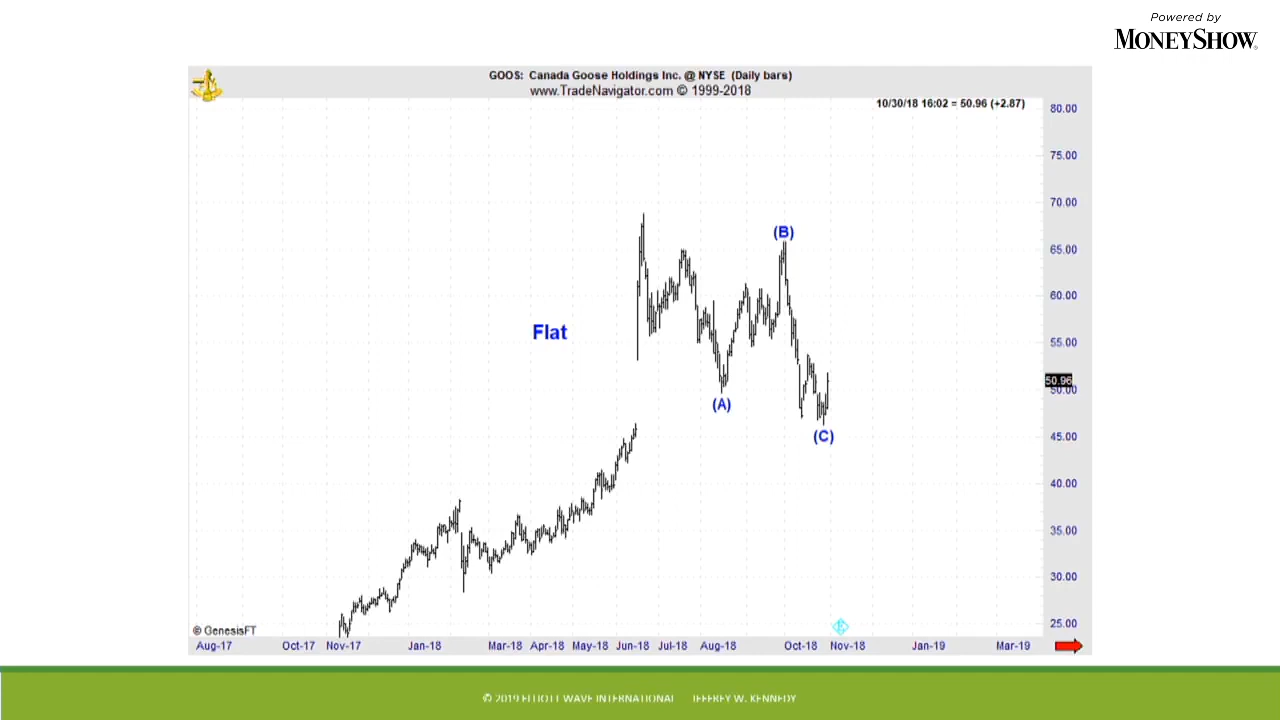 Powered by
MONEYSHOW
GOOS: Canada Goose Holdings Inc. @ NYSE (Daily bars)
www.TradeNavigator.com © 1999-2018
10/30/18 16:02 = 50.96 (+2.87)
80.00
75.00
70.00
(B)
65.00
60.00
Flat
55.00
50.96
50.00
(A)
(C)
45.00
40.00
35.00
30.00
25.00
© GenesisFT
Aug-17 Oct-17 Nov-17 Jan-18 Mar-18 Apr-18 May-18 Jun-18 Jul-18 Aug-18 Oct-18 Nov-18 Jan-19 Mar-19
© 2019 ELLIOTT WAVE INTERNATIONAL JEFFREY W. KENNEDY